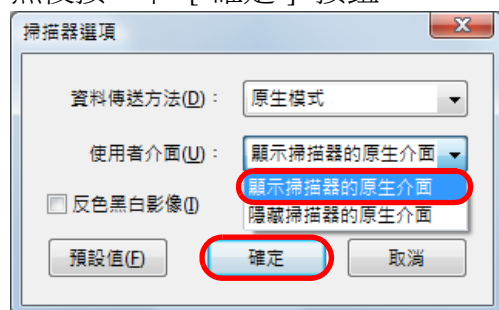 掃描器選項
資料傳送方法(D)： 原生模式
使用者介面(U)： 顯示掃描器的原生介面
顯示掃描器的原生介面
反色黑白影像(I)
隱藏掃描器的原生介面
預設值(F) 確定 取消